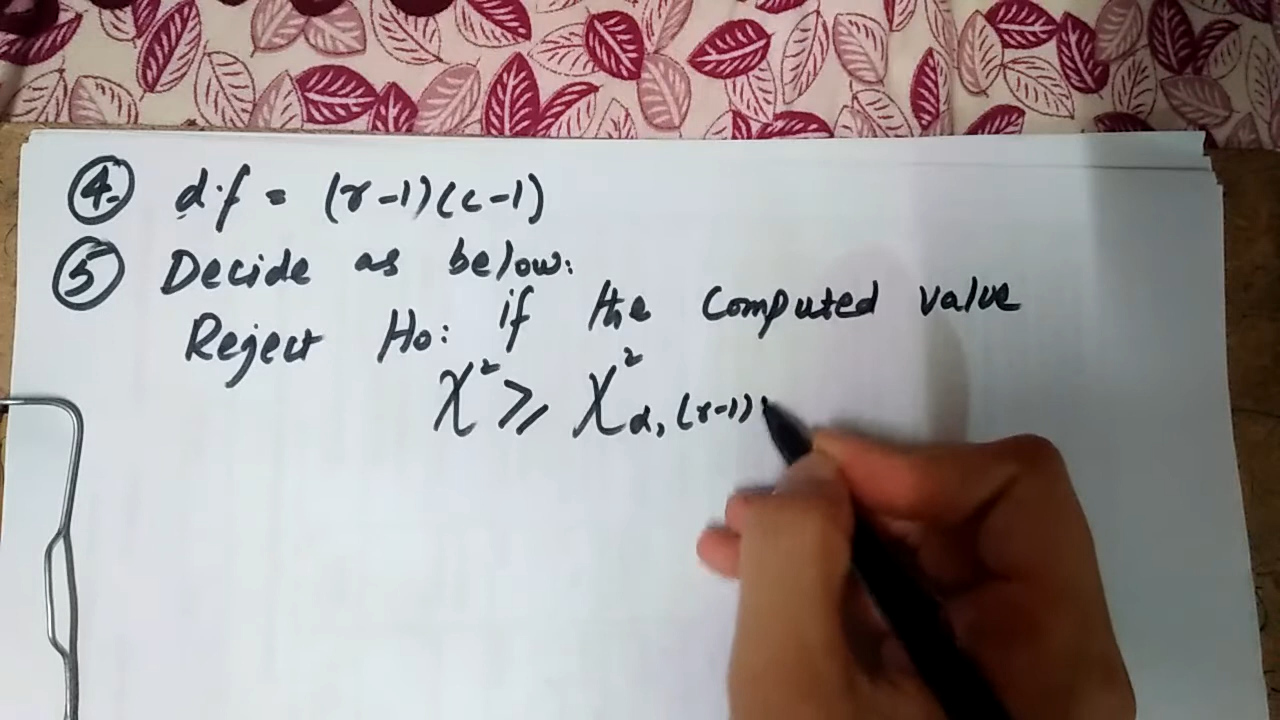 4. d.f = (r-1)(c-1)
5 Decide as below:
Reject Ho: if the computed value
χ² ≥ χ²α, (r-1)